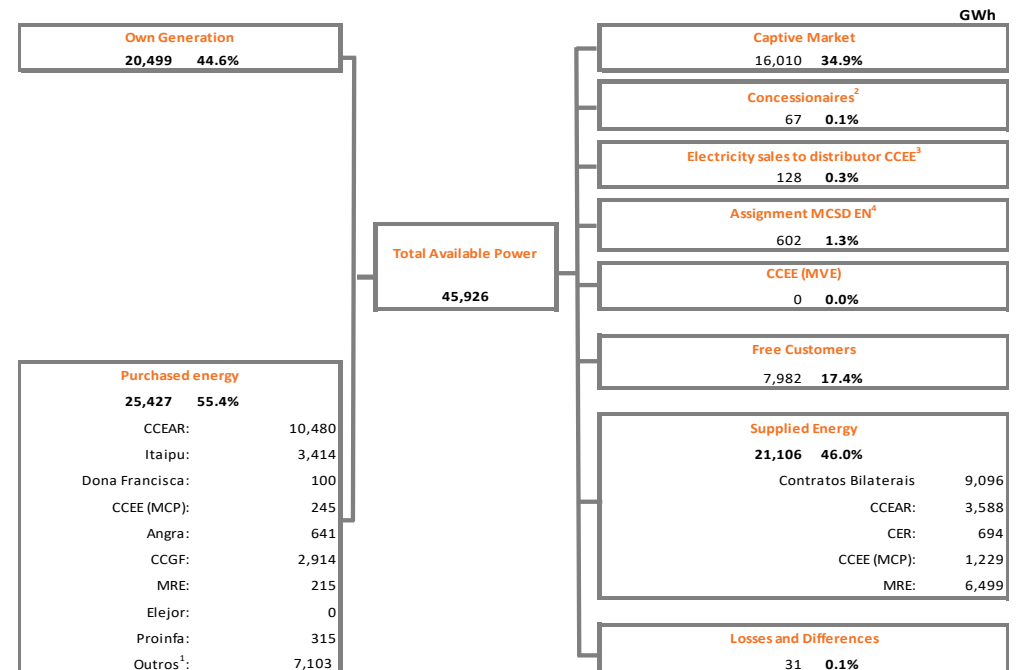 GWh
Own Generation
20,499 44.6%
Purchased energy
25,427 55.4%
CCEAR: 10,480
Itaipu: 3,414
Dona Francisca: 100
CCEE (MCP): 245
Angra: 641
CCGF: 2,914
MRE: 215
Elejor: 0
Proinfa: 315
Outros¹: 7,103
Total Available Power
45,926
Captive Market
16,010 34.9%
Concessionaires²
67 0.1%
Electricity sales to distributor CCEE³
128 0.3%
Assignment MCSD EN⁴
602 1.3%
CCEE (MVE)
0 0.0%
Free Customers
7,982 17.4%
Supplied Energy
21,106 46.0%
Contratos Bilaterais 9,096
CCEAR: 3,588
CER: 694
CCEE (MCP): 1,229
MRE: 6,499
Losses and Differences
31 0.1%